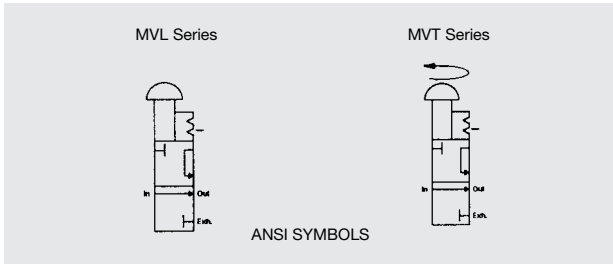 MVL Series
MVT Series
In
Out
Exh.
In
Out
Exh.
ANSI SYMBOLS